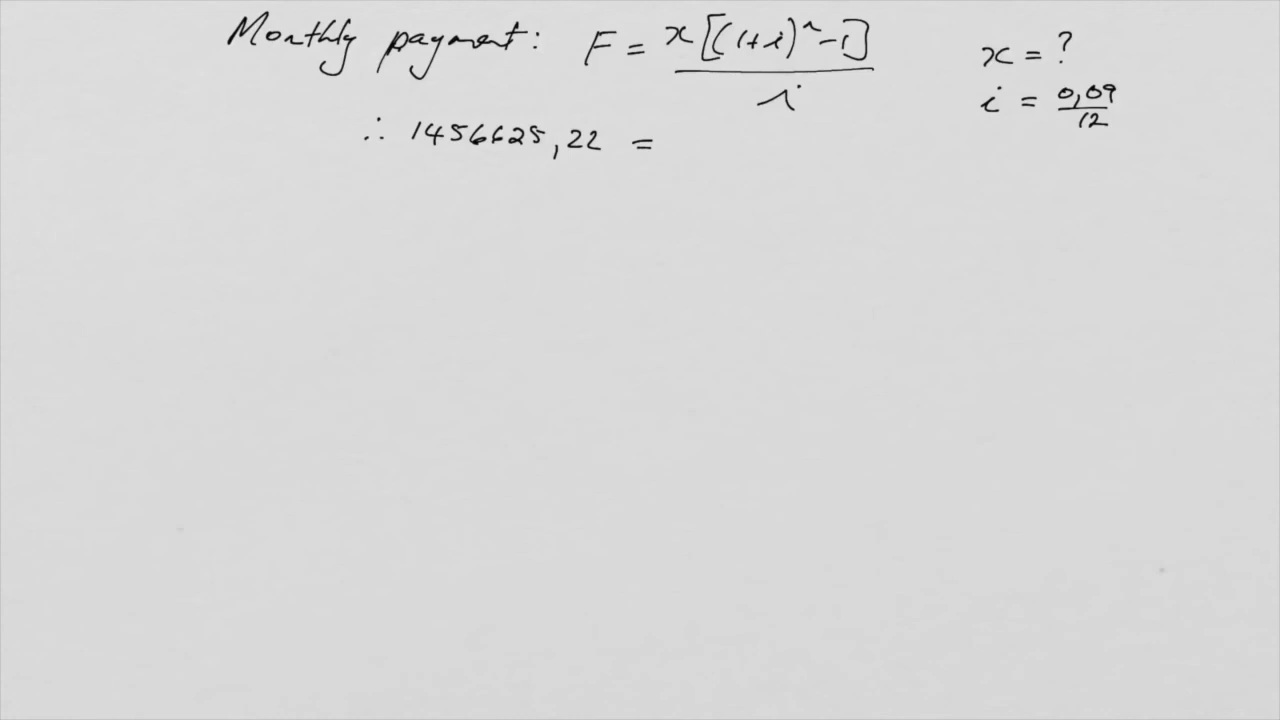 Monthly payment: F = x[(1+i)^n - 1] / i
x = ?
i = 0,09 / 12
∴ 1456625,22 =